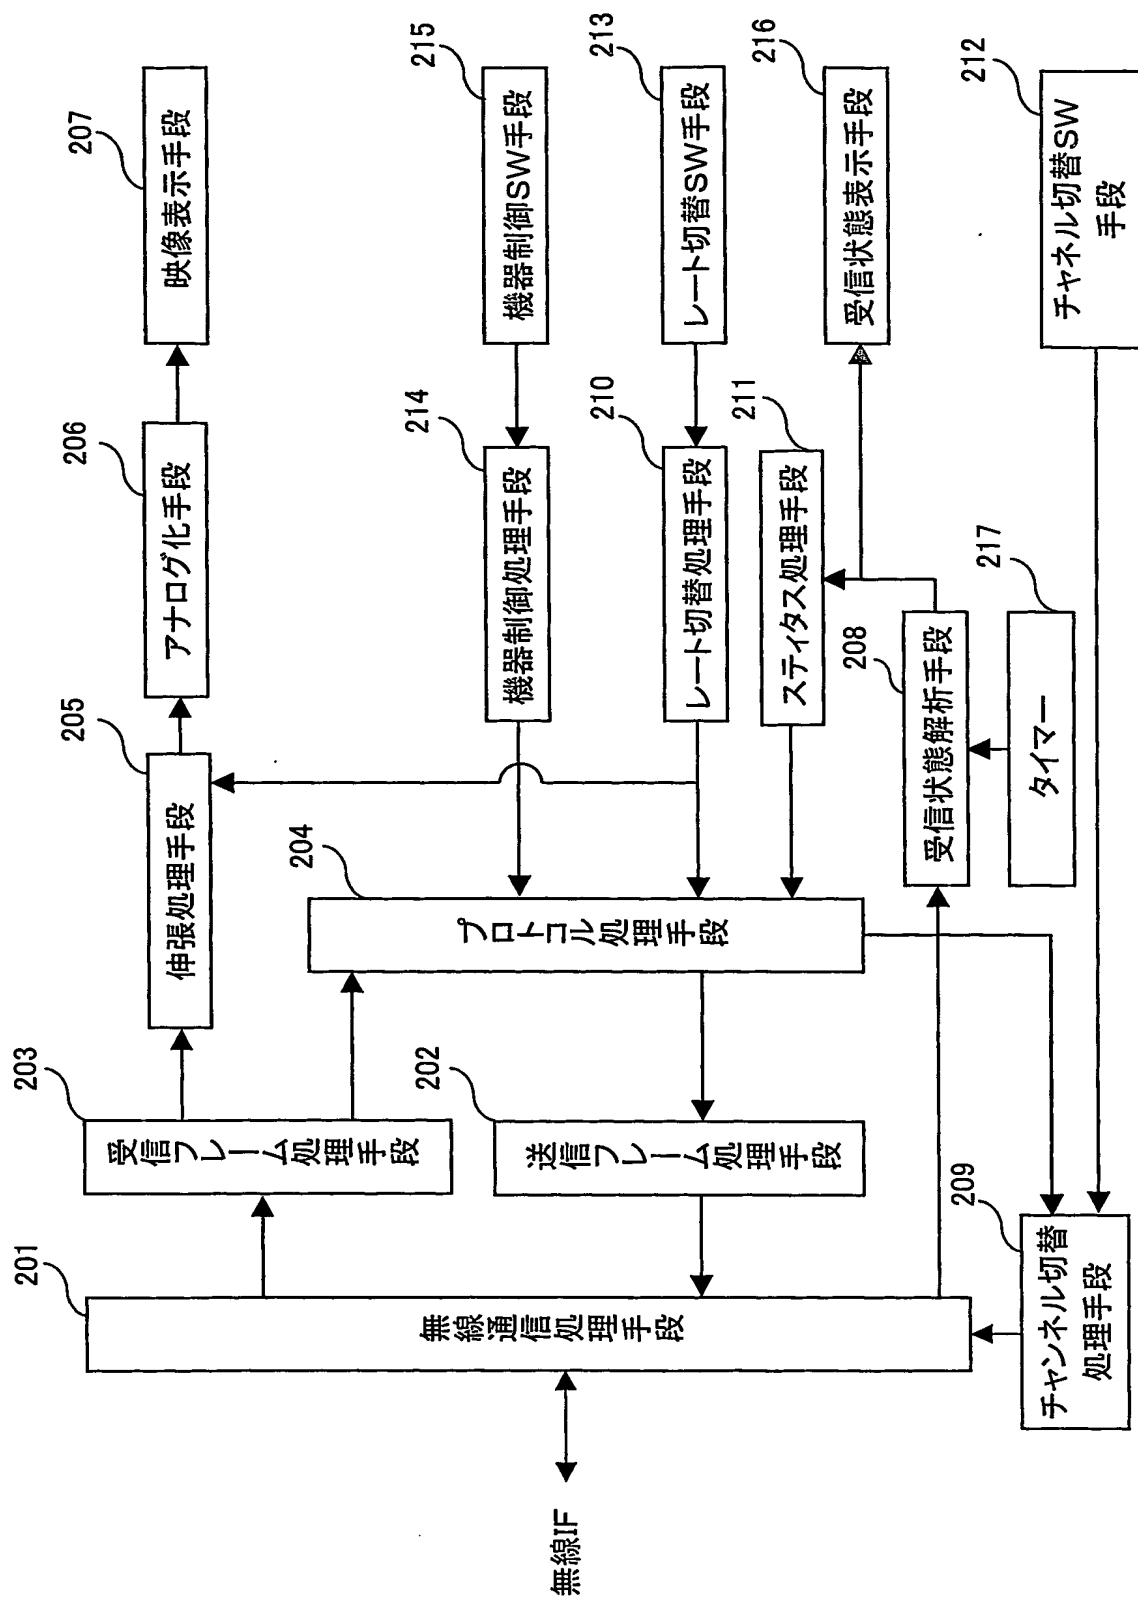 無線IF
201
無線通信処理手段
203
受信フレーム処理手段
202
送信フレーム処理手段
209
チャンネル切替
処理手段
205
伸張処理手段
204
プロトコル処理手段
208
受信状態解析手段
217
タイマー
206
アナログ化手段
214
機器制御処理手段
210
レート切替処理手段
211
スティタス処理手段
207
映像表示手段
215
機器制御SW手段
213
レート切替SW手段
216
受信状態表示手段
212
チャネル切替SW
手段